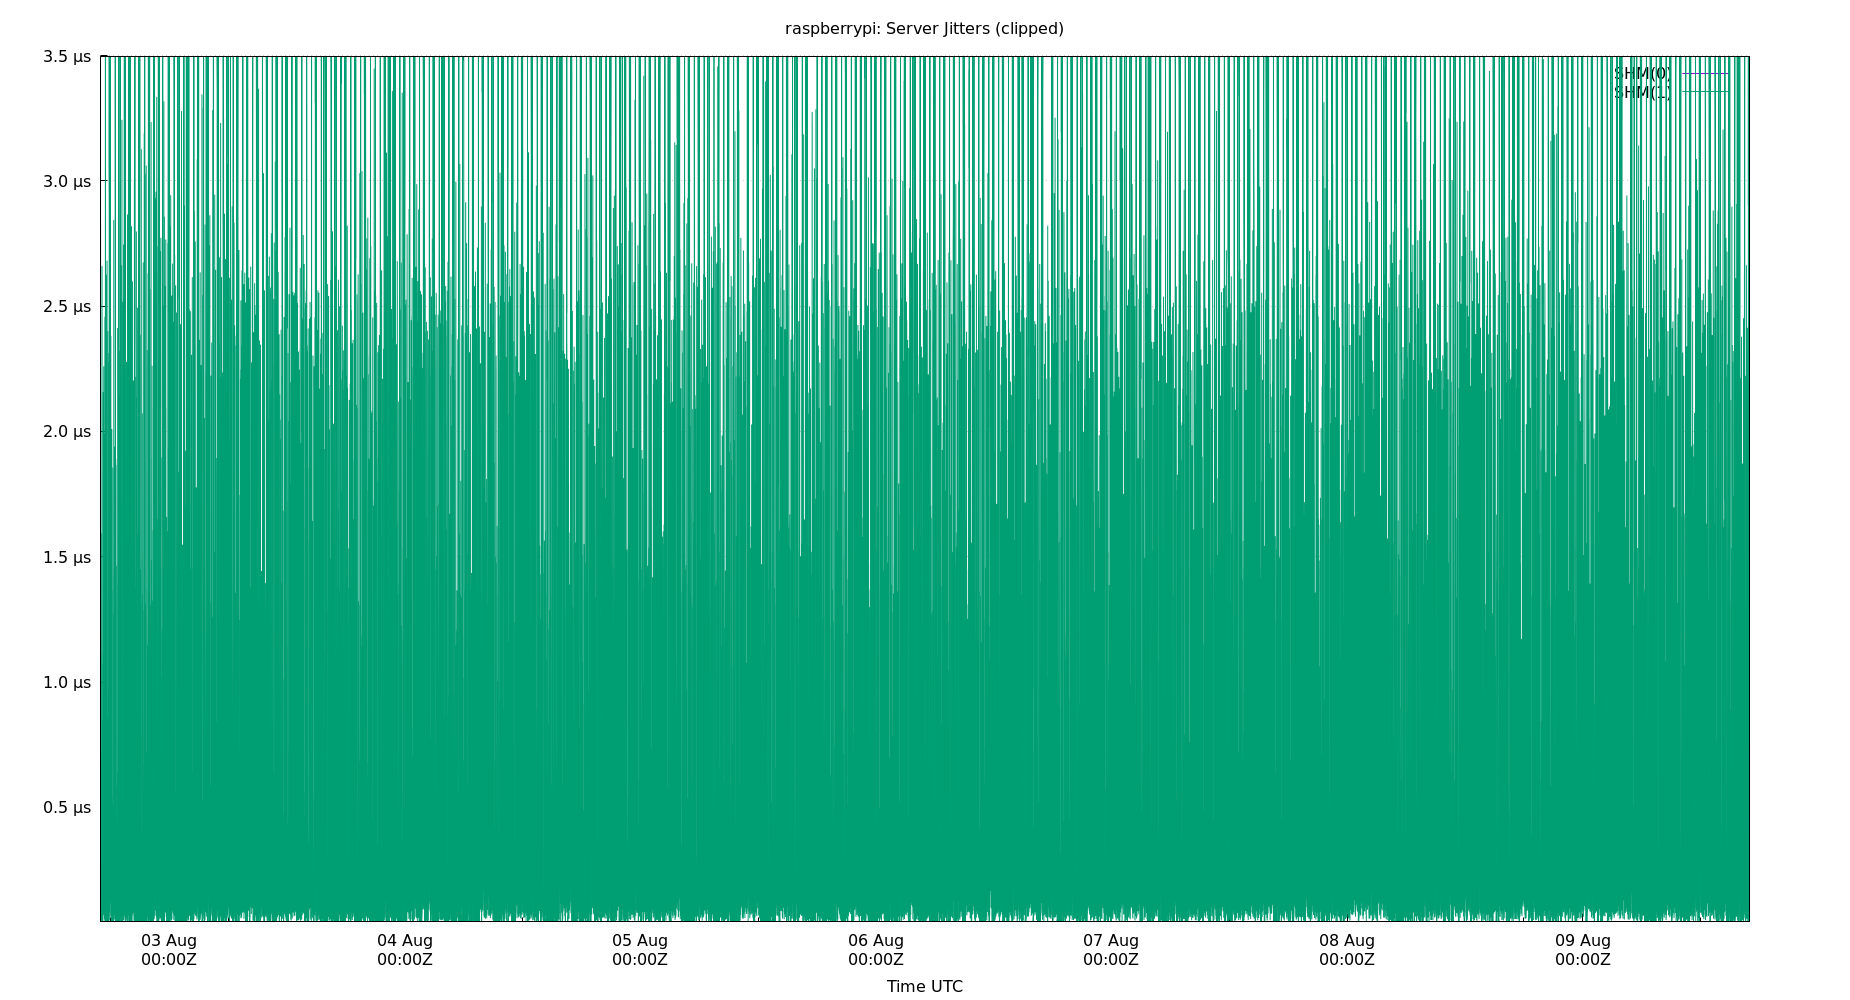 raspberrypi: Server Jitters (clipped)
3.5 µs
3.0 µs
2.5 µs
2.0 µs
1.5 µs
1.0 µs
0.5 µs
SHM(0)
SHM(1)
03 Aug 04 Aug 05 Aug 06 Aug 07 Aug 08 Aug 09 Aug
00:00Z 00:00Z 00:00Z 00:00Z 00:00Z 00:00Z 00:00Z
Time UTC